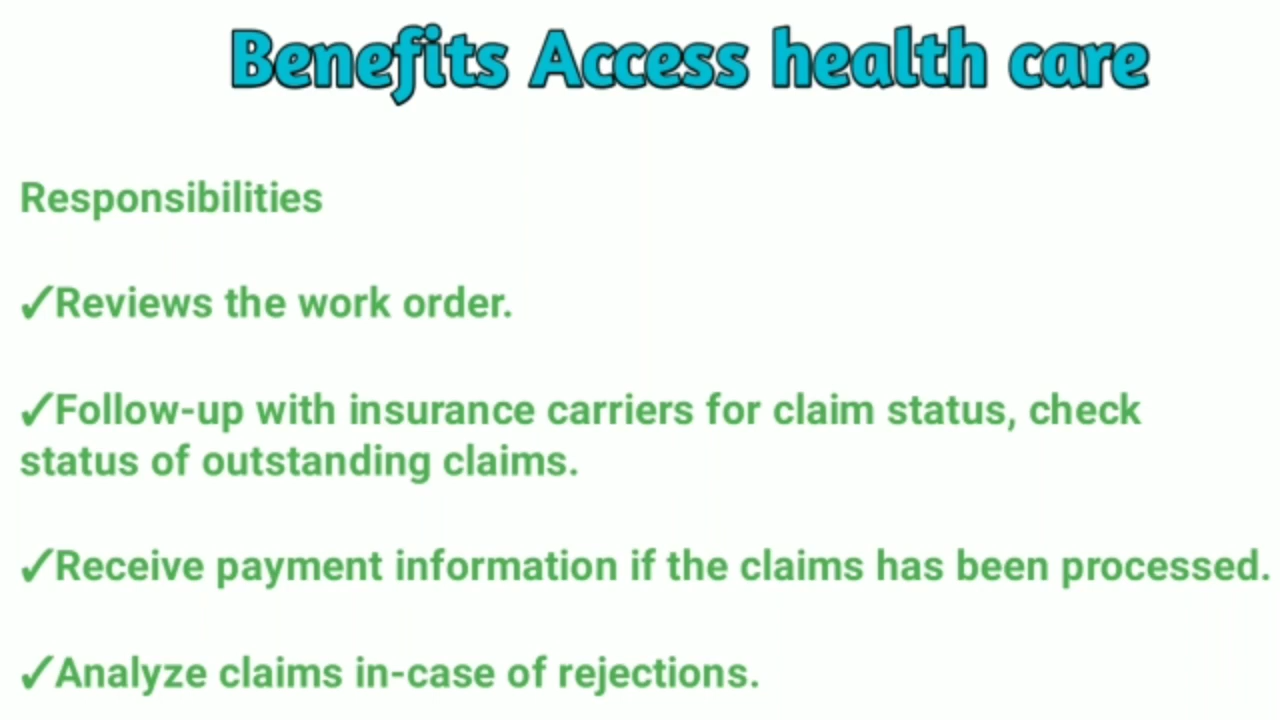 Benefits Access health care
Responsibilities
✓Reviews the work order.
✓Follow-up with insurance carriers for claim status, check
status of outstanding claims.
✓Receive payment information if the claims has been processed.
✓Analyze claims in-case of rejections.